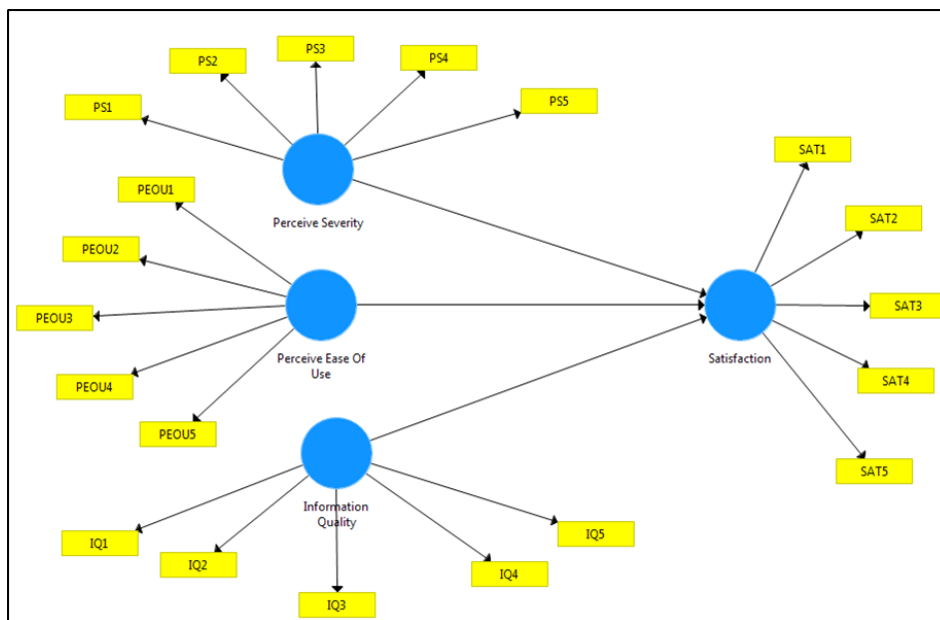 PS1
PS2
PS3
PS4
PS5
Perceive Severity
PEOU1
PEOU2
PEOU3
PEOU4
PEOU5
Perceive Ease Of
Use
IQ1
IQ2
IQ3
IQ4
IQ5
Information
Quality
SAT1
SAT2
SAT3
SAT4
SAT5
Satisfaction